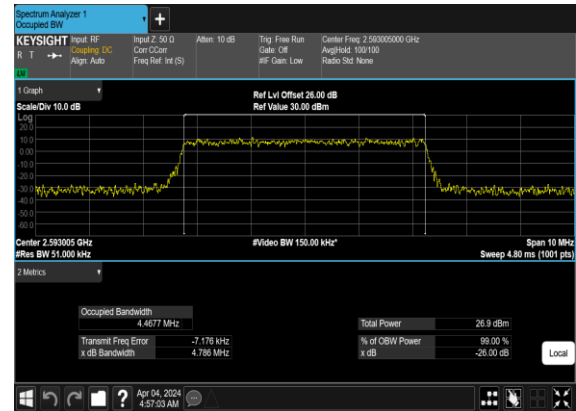 Spectrum Analyzer 1
Occupied BW
+
KEYSIGHT Input: RF Input Z: 50 Ω Atten: 10 dB Trig: Free Run Center Freq: 2.593005000 GHz
R T Coupling: DC Corr CCorr Gate: Off Avg|Hold: 100/100
Align: Auto Freq Ref: Int (S) #IF Gain: Low Radio Std: None
1 Graph
Ref Lvl Offset 26.00 dB
Scale/Div 10.0 dB Ref Value 30.00 dBm
Log
20.0
10.0
0.00
-10.0
-20.0
-30.0
-40.0
-50.0
-60.0
Center 2.593005 GHz #Video BW 150.00 kHz* Span 10 MHz
#Res BW 51.000 kHz Sweep 4.80 ms (1001 pts)
2 Metrics
Occupied Bandwidth
4.4677 MHz Total Power 26.9 dBm
Transmit Freq Error -7.176 kHz % of OBW Power 99.00 %
x dB Bandwidth 4.786 MHz x dB -26.00 dB
Local
? Apr 04, 2024
4:57:03 AM